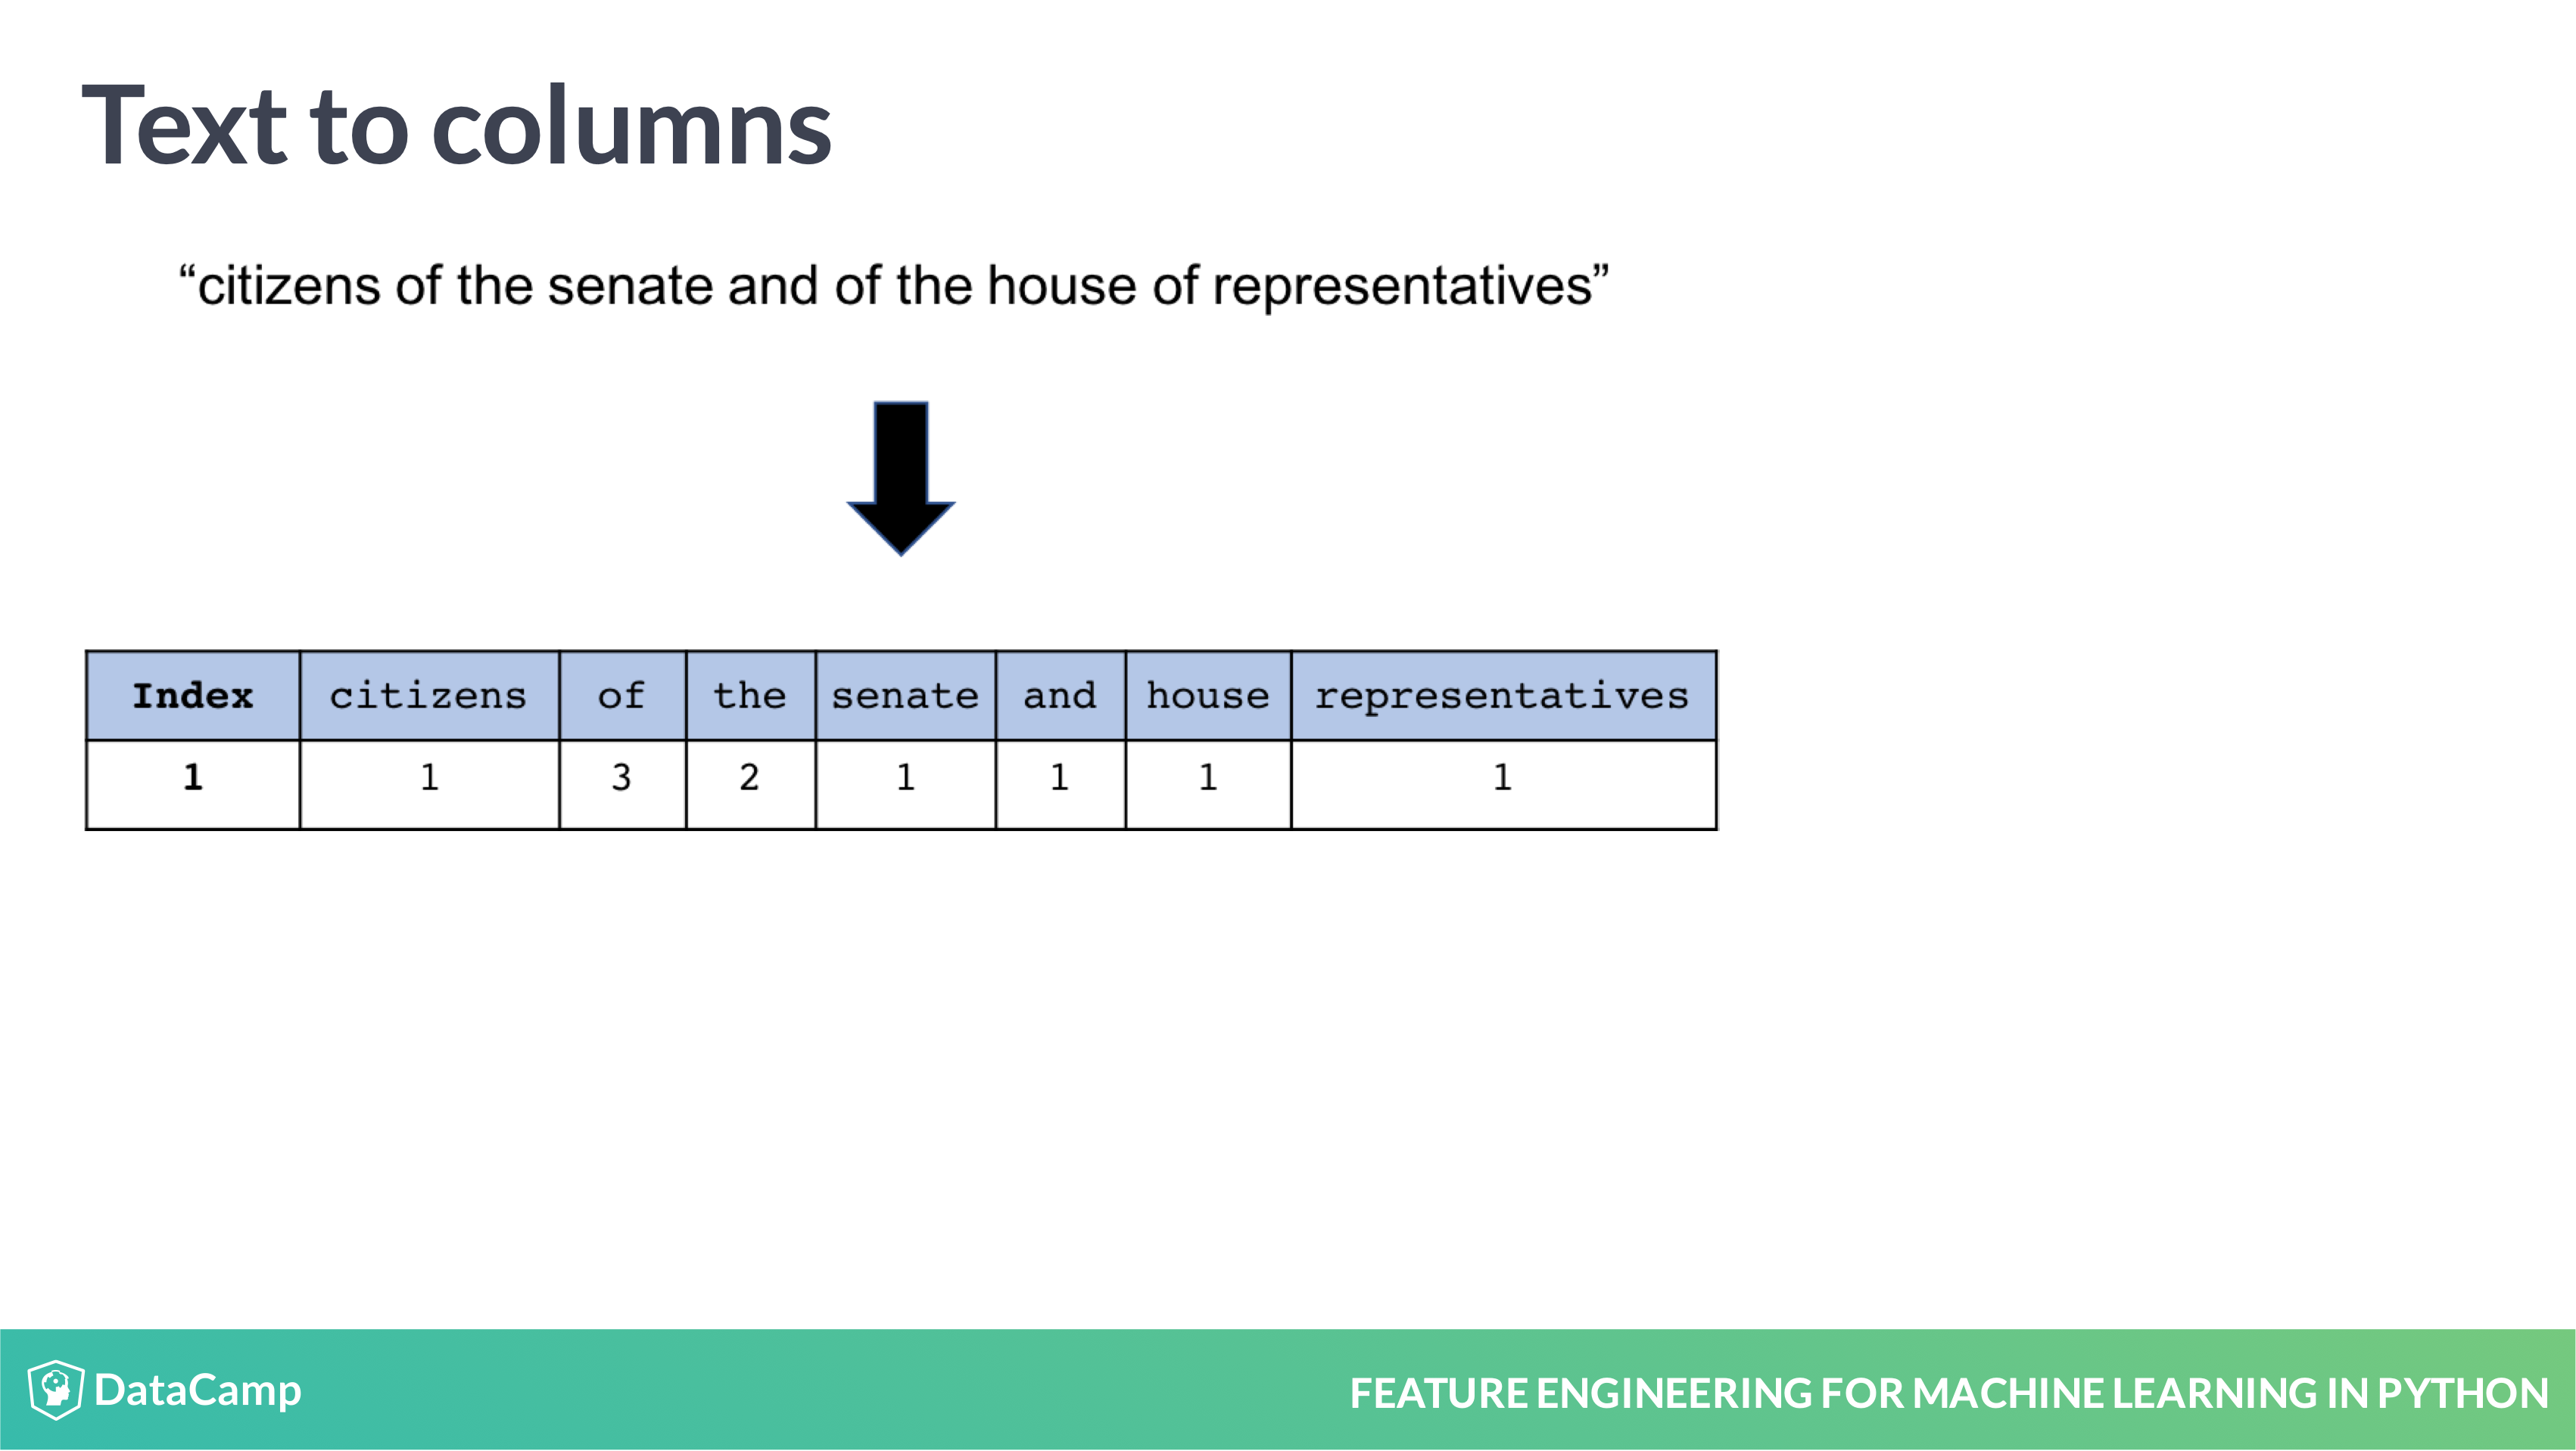 Text to columns
“citizens of the senate and of the house of representatives”
Index citizens of the senate and house representatives
1 1 3 2 1 1 1 1
DataCamp
FEATURE ENGINEERING FOR MACHINE LEARNING IN PYTHON